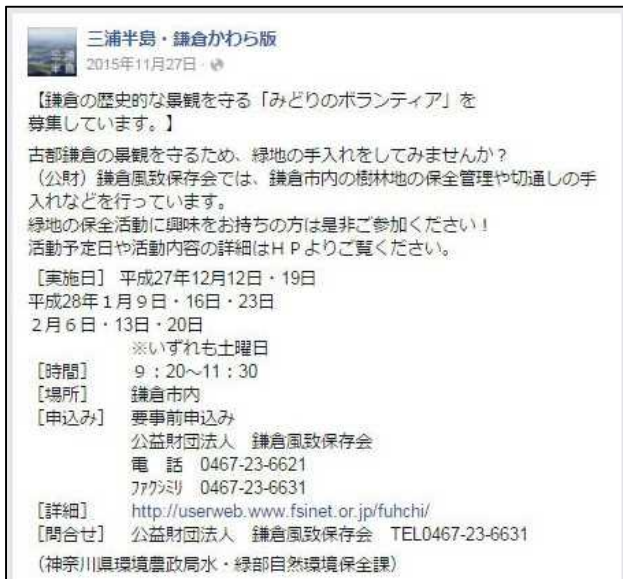 三浦半島・鎌倉かわら版
2015年11月27日・
【鎌倉の歴史的な景観を守る「みどりのボランティア」を
募集しています。】
古都鎌倉の景観を守るため、緑地の手入れをしてみませんか？
（公財）鎌倉風致保存会では、鎌倉市内の樹林地の保全管理や切通しの手
入れなどを行っています。
緑地の保全活動に興味をお持ちの方は是非ご参加ください！
活動予定日や活動内容の詳細はＨＰよりご覧ください。
［実施日］ 平成27年12月12日・19日
平成28年１月９日・16日・23日
２月６日・13日・20日
※いずれも土曜日
［時間］ ９：20～11：30
［場所］ 鎌倉市内
［申込み］ 要事前申込み
公益財団法人 鎌倉風致保存会
電 話 0467-23-6621
ﾌｧｸｼﾐﾘ 0467-23-6631
［詳細］ http://userweb.www.fsinet.or.jp/fuhchi/
［問合せ］ 公益財団法人 鎌倉風致保存会 TEL0467-23-6631
（神奈川県環境農政局水・緑部自然環境保全課）